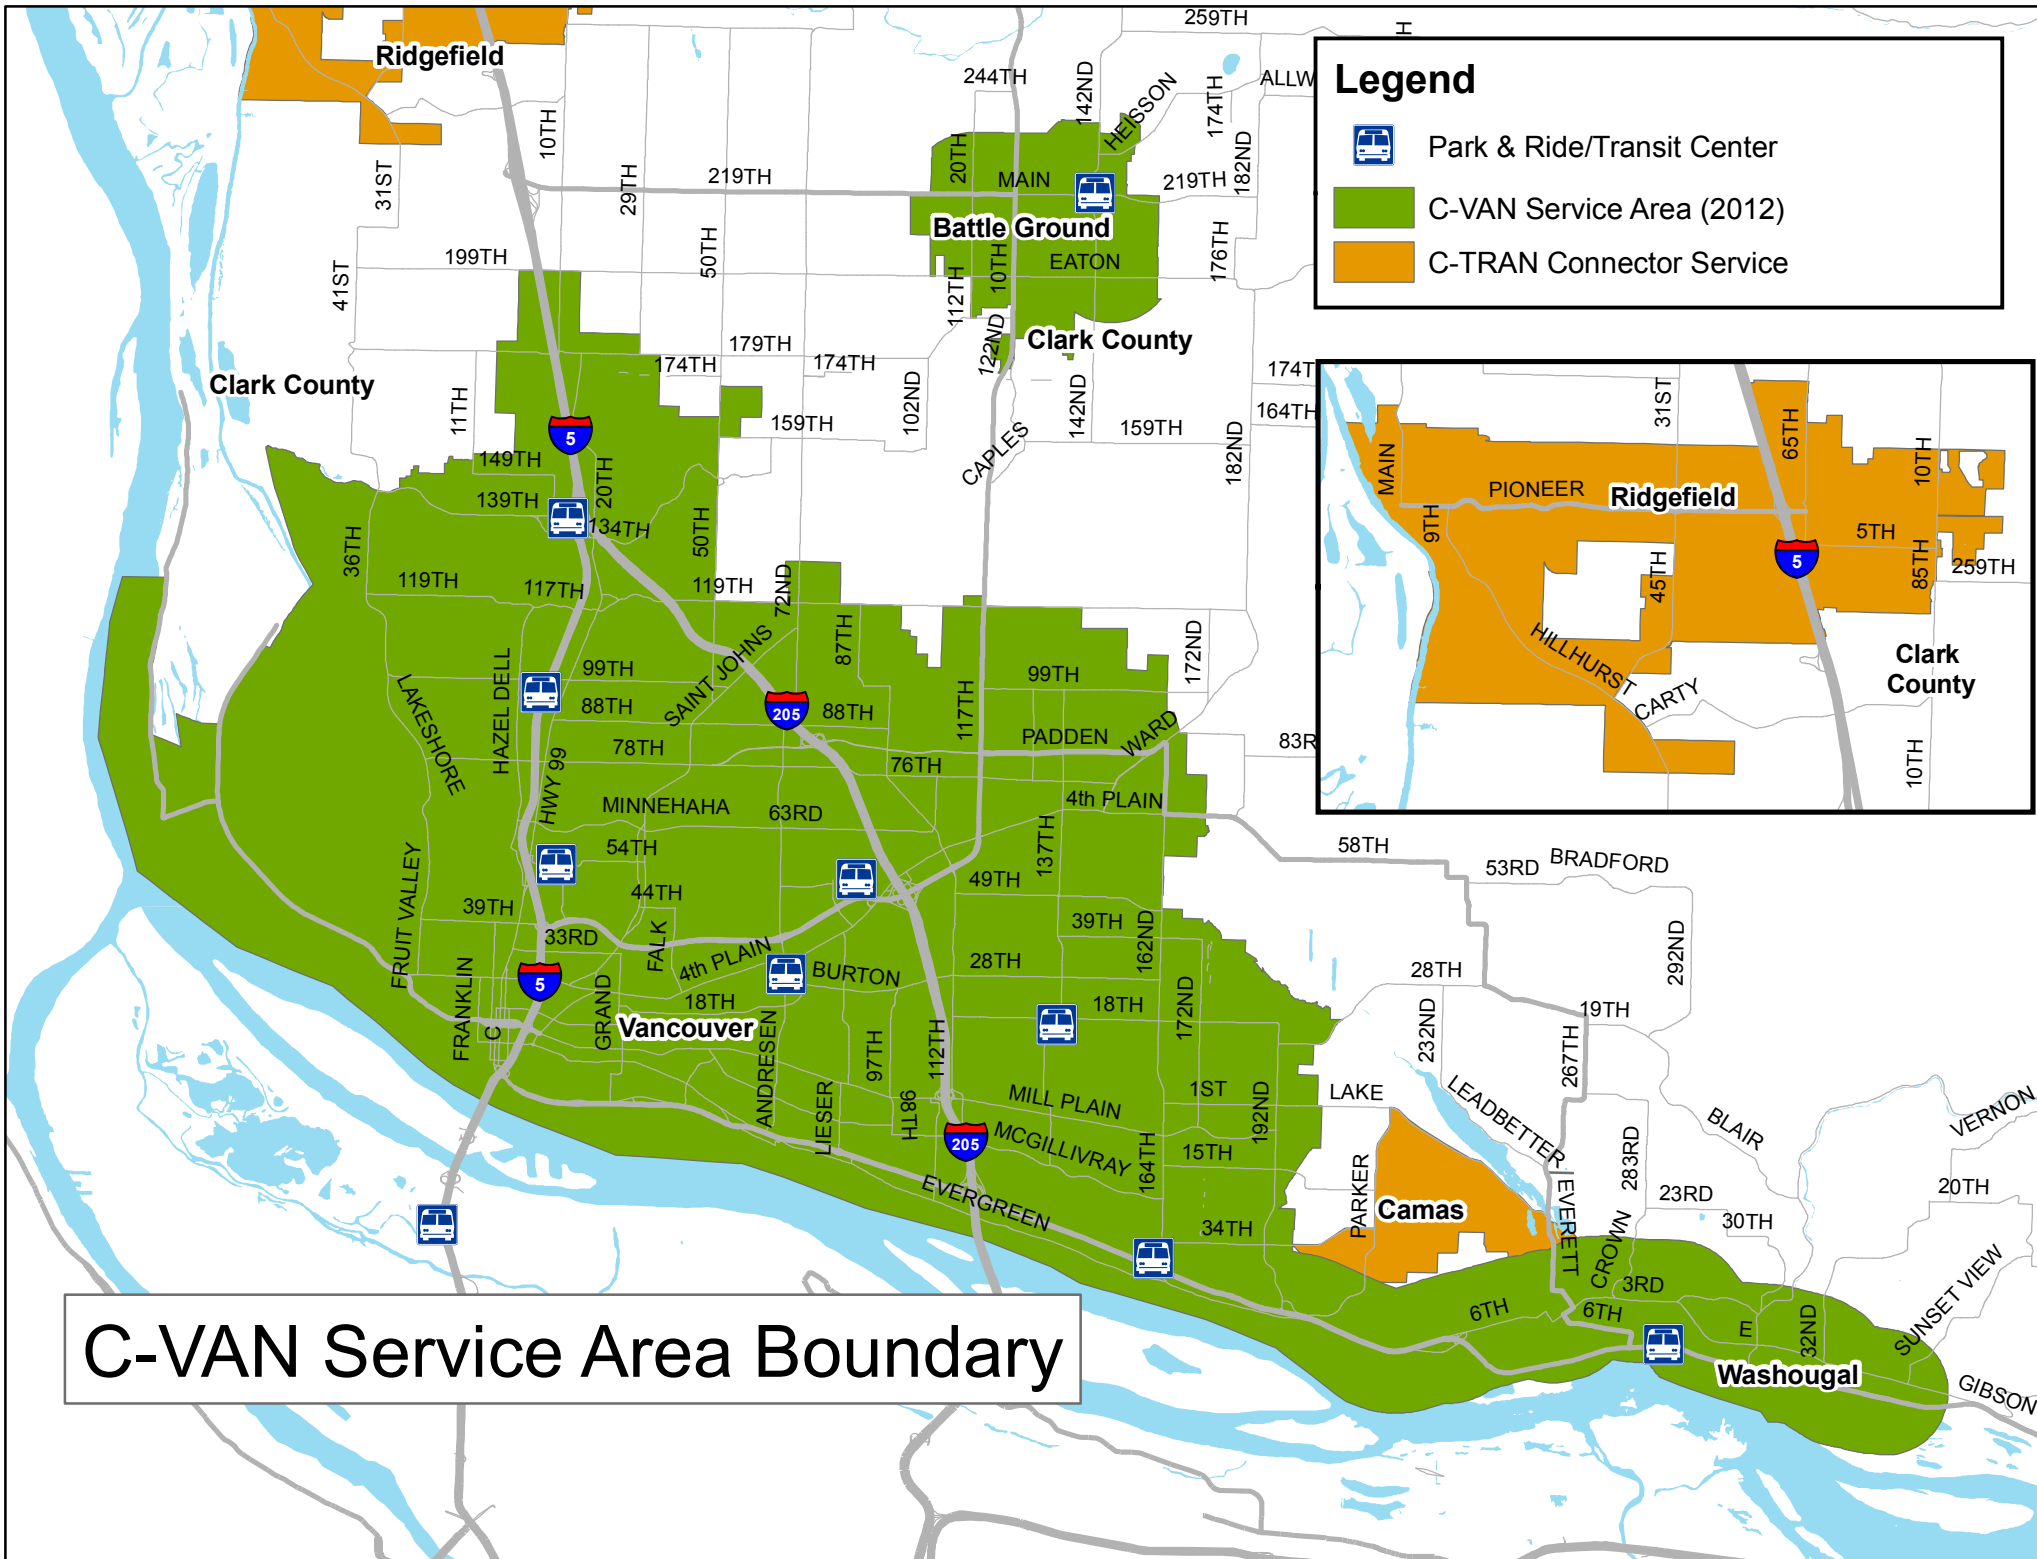 259TH
Ridgefield
244TH
142ND
HEISSON
174TH
ALLW
H
Legend
Park & Ride/Transit Center
C-VAN Service Area (2012)
C-TRAN Connector Service
10TH
31ST
29TH
219TH
20TH
MAIN
219TH
182ND
Battle Ground
199TH
50TH
41ST
112TH
10TH
EATON
176TH
122ND
Clark County
179TH
174TH
174TH
174T
Clark County
11TH
102ND
142ND
159TH
159TH
164TH
CAPLES
182ND
5
149TH
139TH
20TH
134TH
50TH
36TH
119TH
117TH
119TH
72ND
87TH
SAINT JOHNS
172ND
99TH
99TH
HAZEL DELL
LAKESHORE
88TH
205
88TH
117TH
PADDEN
WARD
83R
78TH
76TH
HWY 99
MINNEHAHA
63RD
4th PLAIN
137TH
54TH
58TH
53RD
BRADFORD
FRUIT VALLEY
44TH
49TH
39TH
33RD
FALK
39TH
162ND
292ND
4th PLAIN
BURTON
28TH
28TH
5
FRANKLIN
C
GRAND
18TH
18TH
172ND
19TH
Vancouver
ANDRESEN
97TH
112TH
232ND
267TH
LIESER
98TH
MILL PLAIN
1ST
192ND
LAKE
LEADBETTER
BLAIR
VERNON
205
MCGILLIVRAY
164TH
15TH
PARKER
283RD
EVERGREEN
Camas
EVERETT
23RD
30TH
20TH
34TH
CROWN
3RD
SUNSET VIEW
6TH
6TH
E
32ND
Washougal
GIBSON
C-VAN Service Area Boundary
31ST
65TH
MAIN
10TH
PIONEER
Ridgefield
9TH
5TH
5
45TH
85TH
259TH
HILLHURST
CARTY
Clark
County
10TH